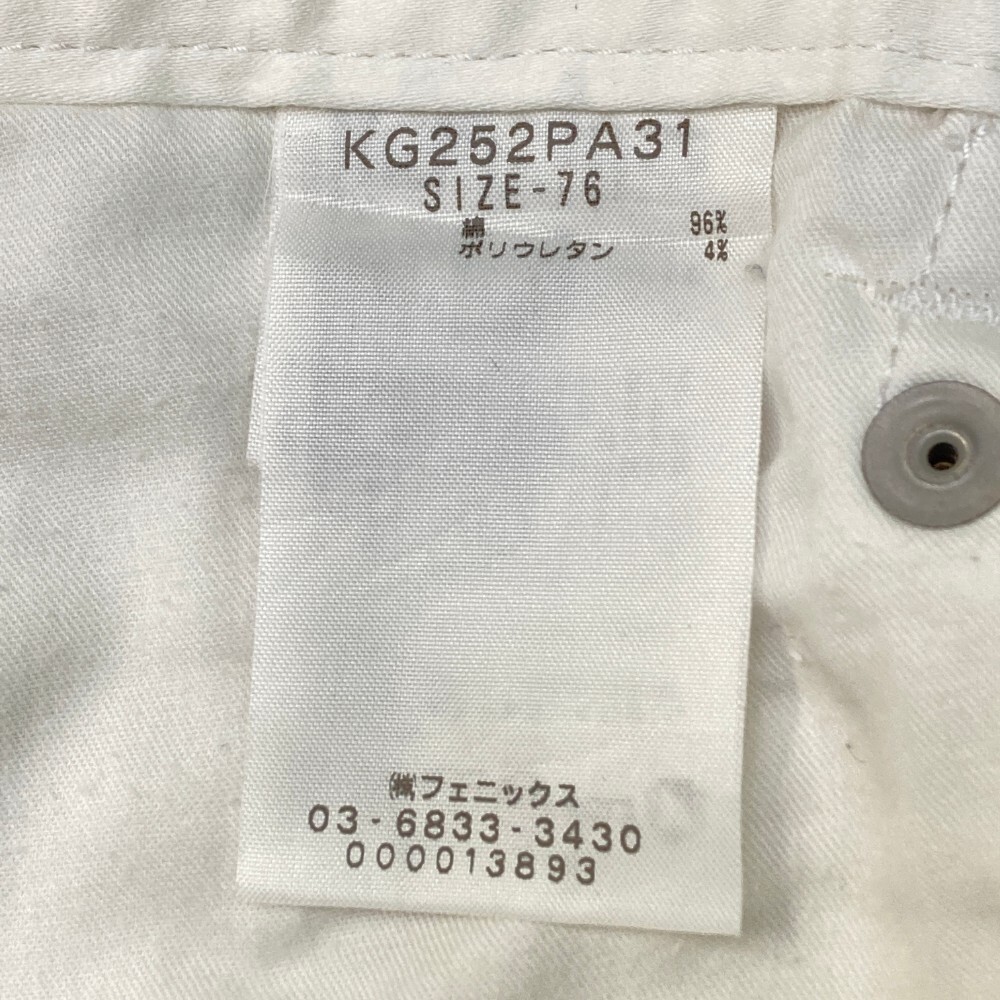 KG252PA31
SIZE-76
綿 96%
ポリウレタン 4%
㈱フェニックス
03-6833-3430
000013893